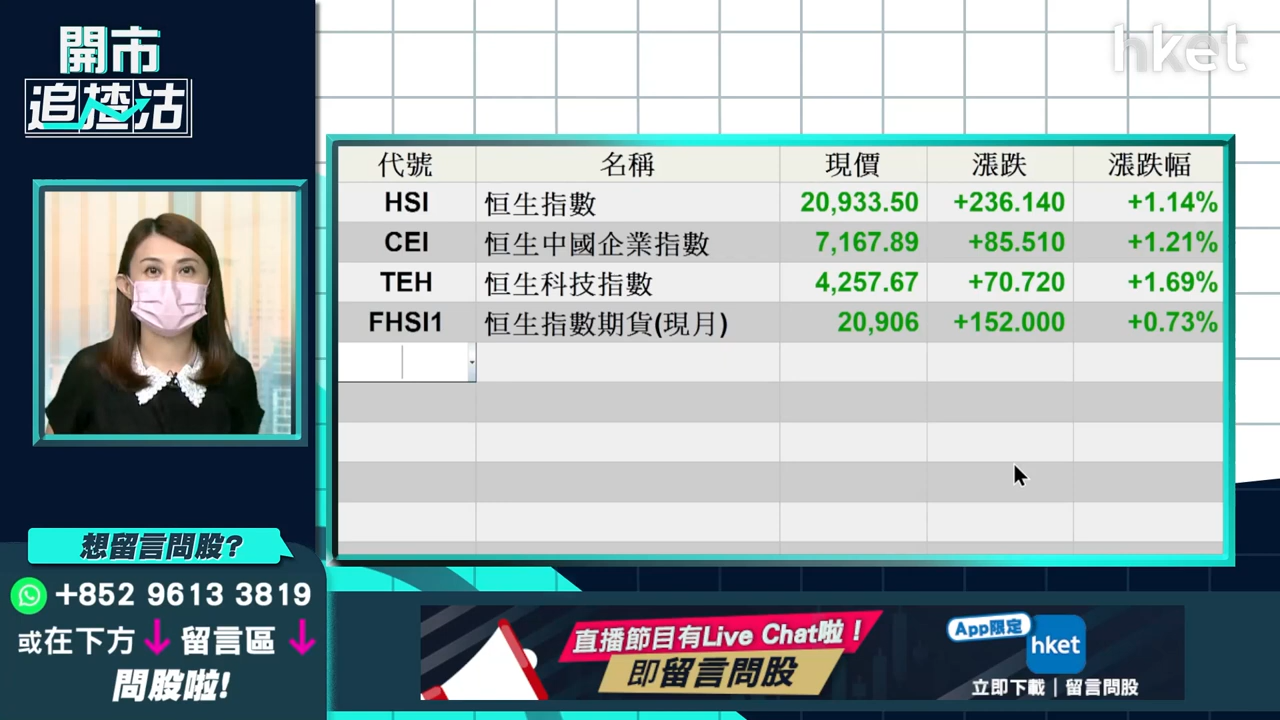 開市
追揸沽
hket
代號 名稱 現價 漲跌 漲跌幅
HSI 恒生指數 20,933.50 +236.140 +1.14%
CEI 恒生中國企業指數 7,167.89 +85.510 +1.21%
TEH 恒生科技指數 4,257.67 +70.720 +1.69%
FHSI1 恒生指數期貨(現月) 20,906 +152.000 +0.73%
想留言問股?
+852 9613 3819
或在下方↓留言區↓
問股啦!
直播節目有Live Chat啦！
即留言問股
App限定
hket
立即下載｜留言問股